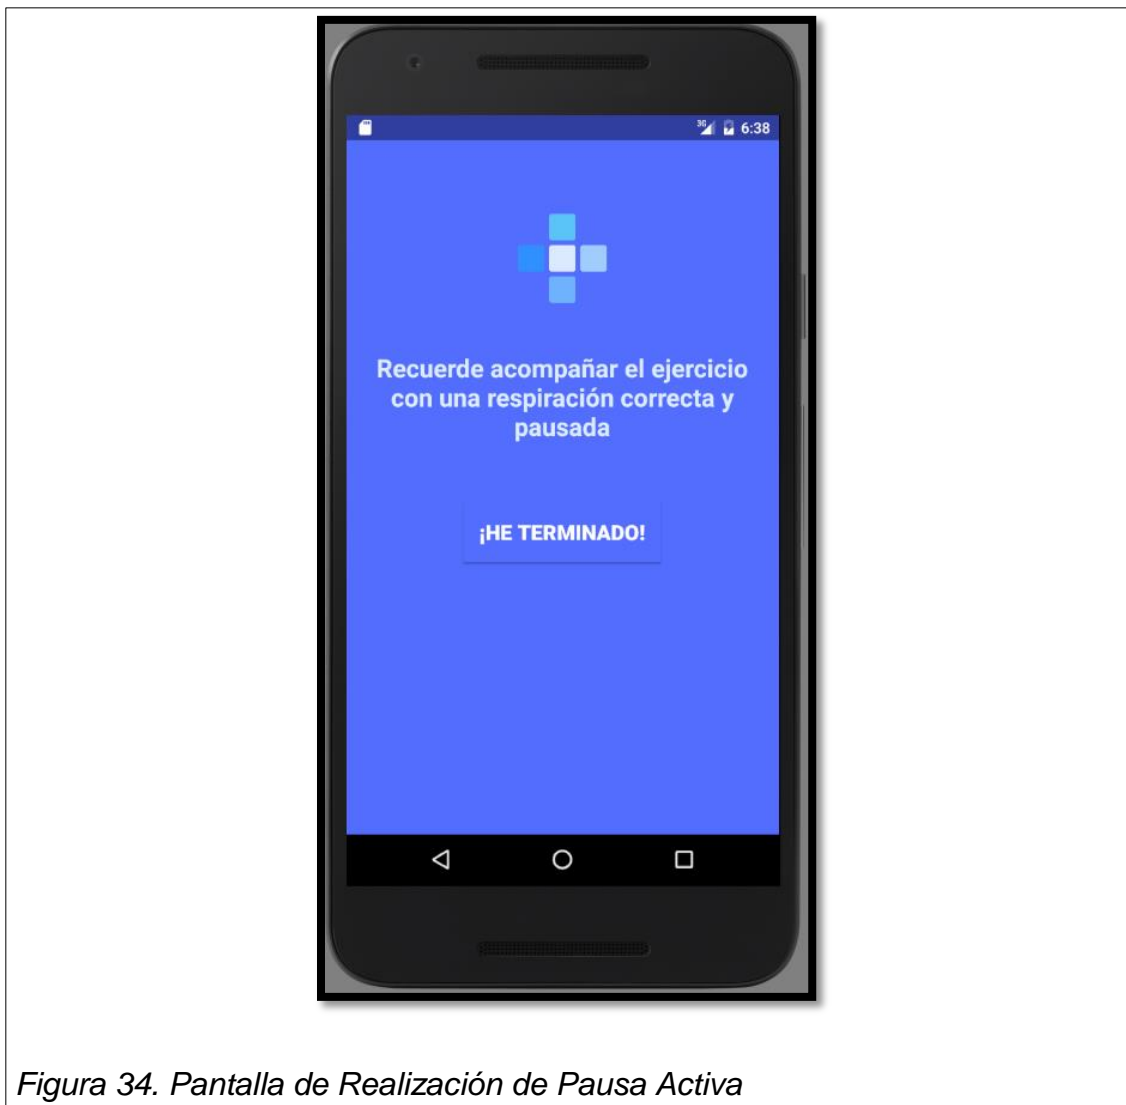 3G 6:38
Recuerde acompañar el ejercicio
con una respiración correcta y
pausada
¡HE TERMINADO!
Figura 34. Pantalla de Realización de Pausa Activa